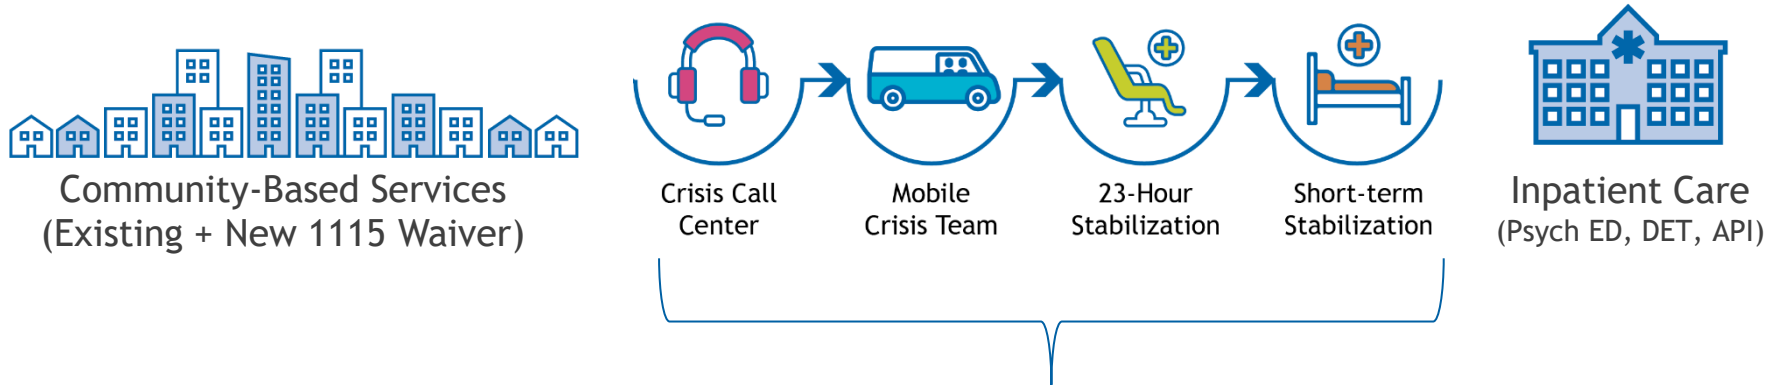 Community-Based Services
(Existing + New 1115 Waiver)
Crisis Call
Center
Mobile
Crisis Team
23-Hour
Stabilization
Short-term
Stabilization
Inpatient Care
(Psych ED, DET, API)